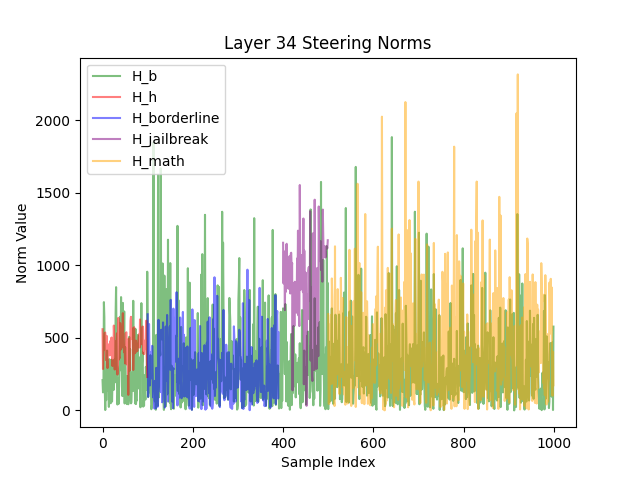 Layer 34 Steering Norms
H_b
H_h
H_borderline
H_jailbreak
H_math
Norm Value
2000
1500
1000
500
0
0 200 400 600 800 1000
Sample Index